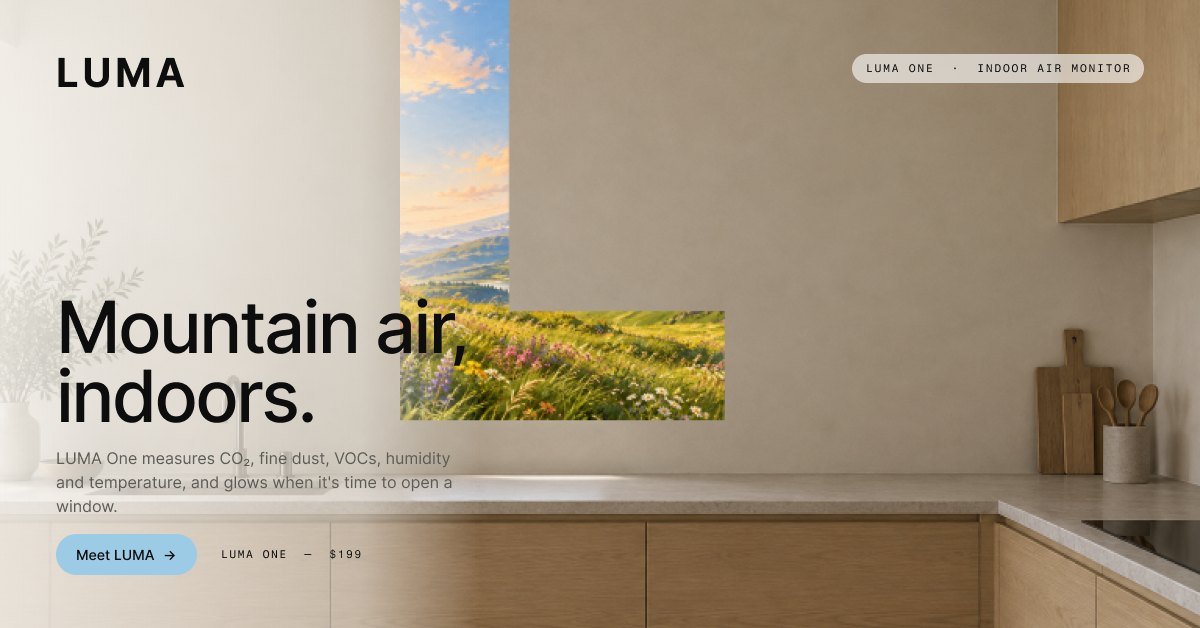 LUMA
LUMA ONE · INDOOR AIR MONITOR
Mountain air,
indoors.
LUMA One measures CO₂, fine dust, VOCs, humidity
and temperature, and glows when it's time to open a
window.
Meet LUMA →
LUMA ONE — $199